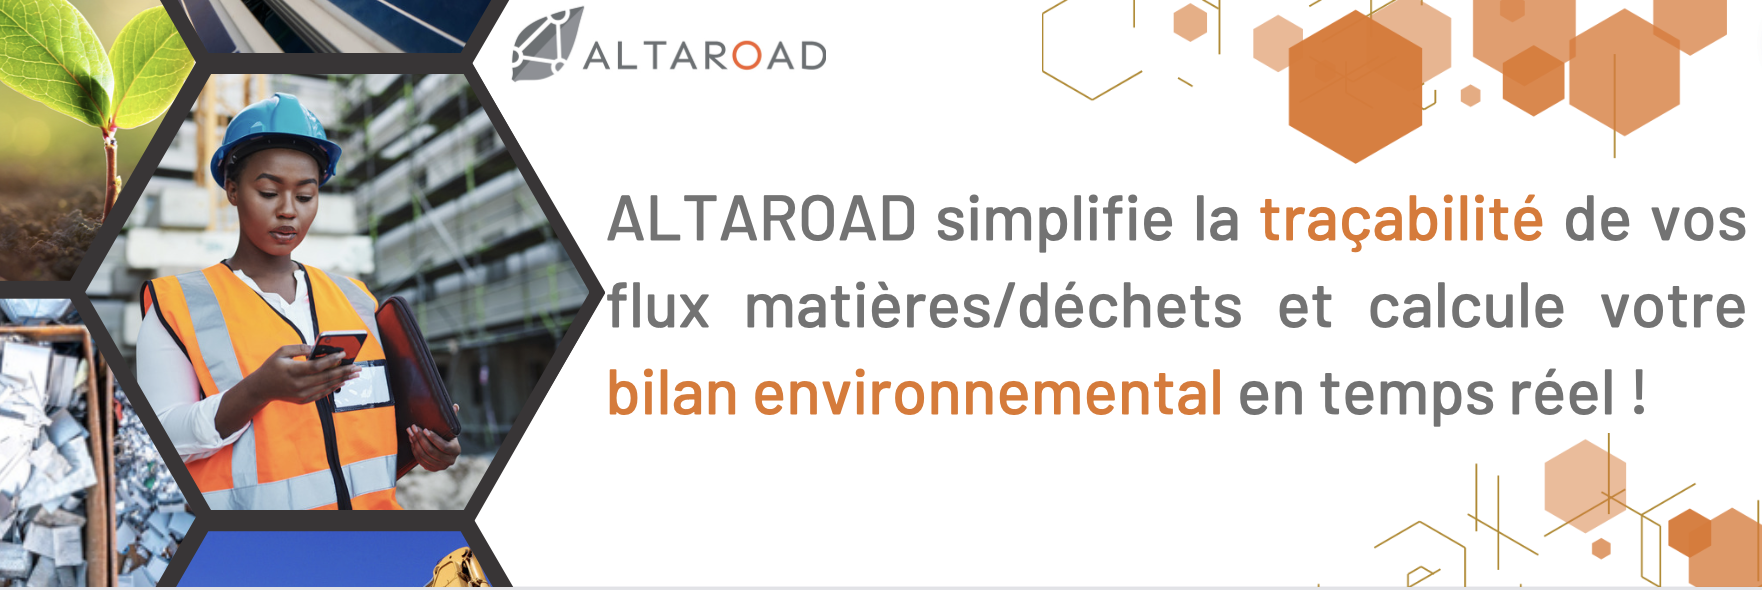 ALTAROAD
ALTAROAD simplifie la traçabilité de vos
flux matières/déchets et calcule votre
bilan environnemental en temps réel !